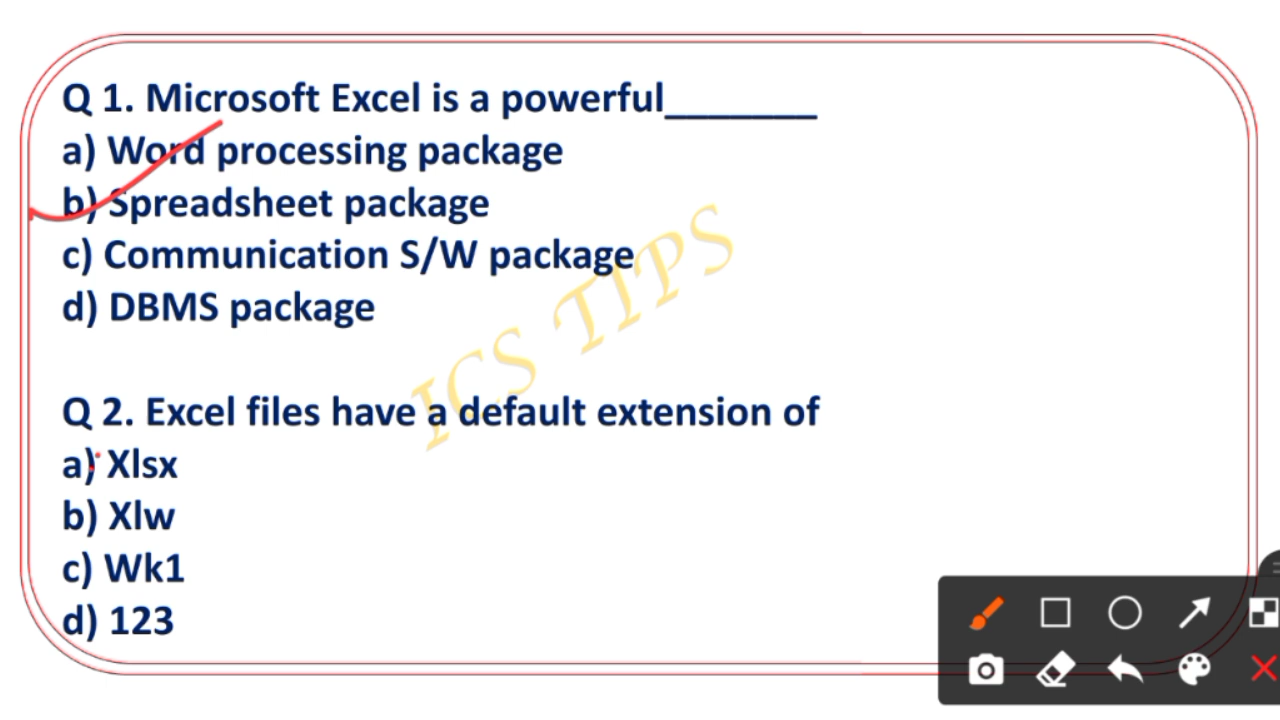 Q 1. Microsoft Excel is a powerful_______
a) Word processing package
b) Spreadsheet package
c) Communication S/W package
d) DBMS package
ICS TIPS
Q 2. Excel files have a default extension of
a) Xlsx
b) Xlw
c) Wk1
d) 123